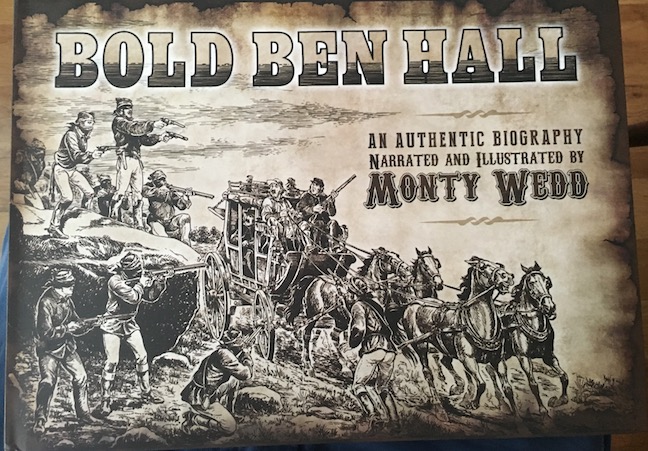 BOLD BEN HALL
AN AUTHENTIC BIOGRAPHY
NARRATED AND ILLUSTRATED BY
MONTY WEDD